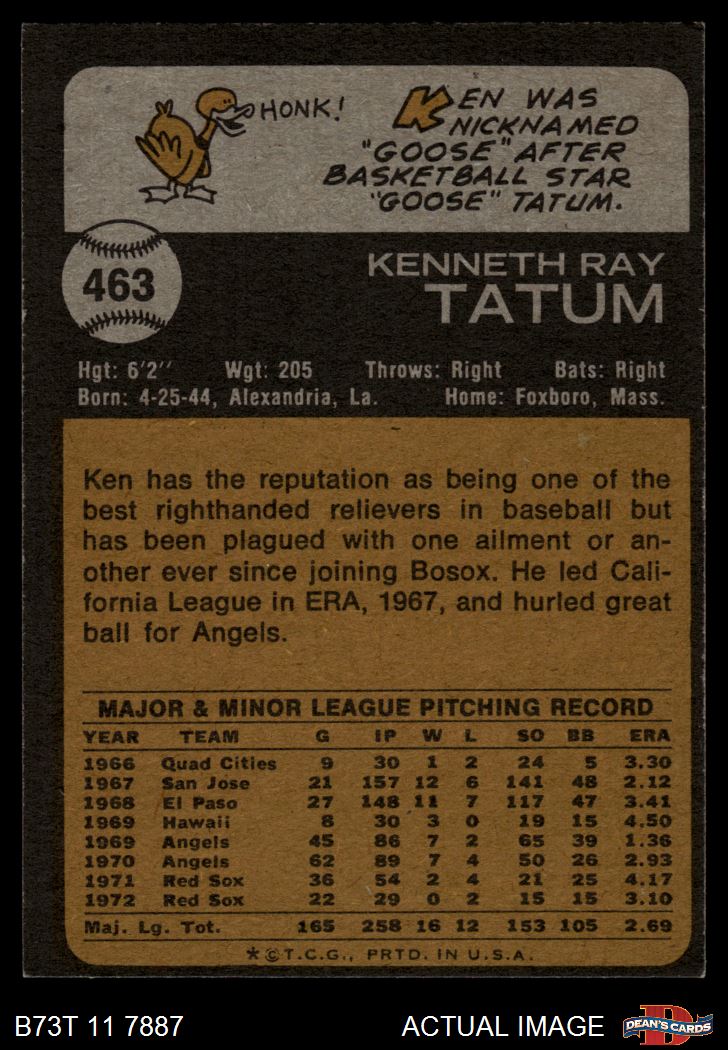 HONK!
KEN WAS
NICKNAMED
"GOOSE" AFTER
BASKETBALL STAR
"GOOSE" TATUM.
463
KENNETH RAY
TATUM
Hgt: 6'2" Wgt: 205 Throws: Right Bats: Right
Born: 4-25-44, Alexandria, La. Home: Foxboro, Mass.
Ken has the reputation as being one of the
best righthanded relievers in baseball but
has been plagued with one ailment or an-
other ever since joining Bosox. He led Cali-
fornia League in ERA, 1967, and hurled great
ball for Angels.
MAJOR & MINOR LEAGUE PITCHING RECORD
YEAR TEAM G IP W L SO BB ERA
1966 Quad Cities 9 30 1 2 24 5 3.30
1967 San Jose 21 157 12 6 141 48 2.12
1968 El Paso 27 148 11 7 117 47 3.41
1969 Hawaii 8 30 3 0 19 15 4.50
1969 Angels 45 86 7 2 65 39 1.36
1970 Angels 62 89 7 4 50 26 2.93
1971 Red Sox 36 54 2 4 21 25 4.17
1972 Red Sox 22 29 0 2 15 15 3.10
Maj. Lg. Tot. 165 258 16 12 153 105 2.69
*©T.C.G., PRTD. IN U.S.A.
B73T 11 7887 ACTUAL IMAGE DEAN'S CARDS